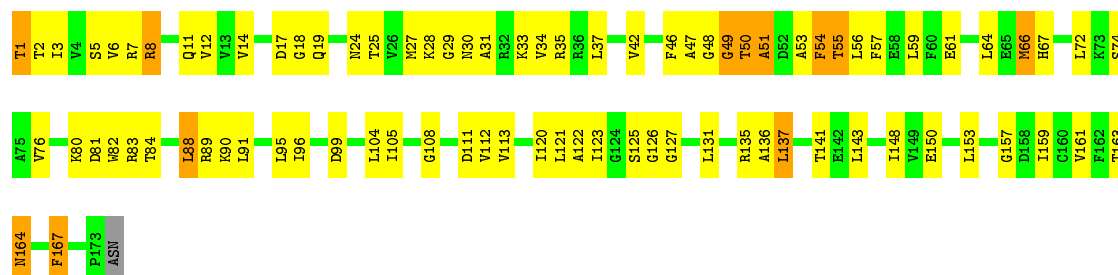 T1 T2 I3 V4 S5 V6 R7 R8 Q11 V12 V13 V14 D17 G18 Q19 N24 T25 V26 M27 K28 G29 N30 A31 R32 K33 V34 R35 R36 L37 V42 F46 A47 G48 G49 T50 A51 D52 A53 F54 T55 L56 F57 E58 L59 F60 E61 L64 E65 M66 H67 L72 K73 S74
A75 V76 K80 D81 W82 R83 T84 L88 R89 K90 L91 L95 I96 D99 L104 I105 G108 D111 V112 V113 I120 L121 A122 I123 G124 S125 G126 G127 L131 R135 A136 L137 T141 E142 L143 I148 V149 E150 L153 G157 D158 I159 C160 V161 F162 T163
N164 F167 P173 ASN